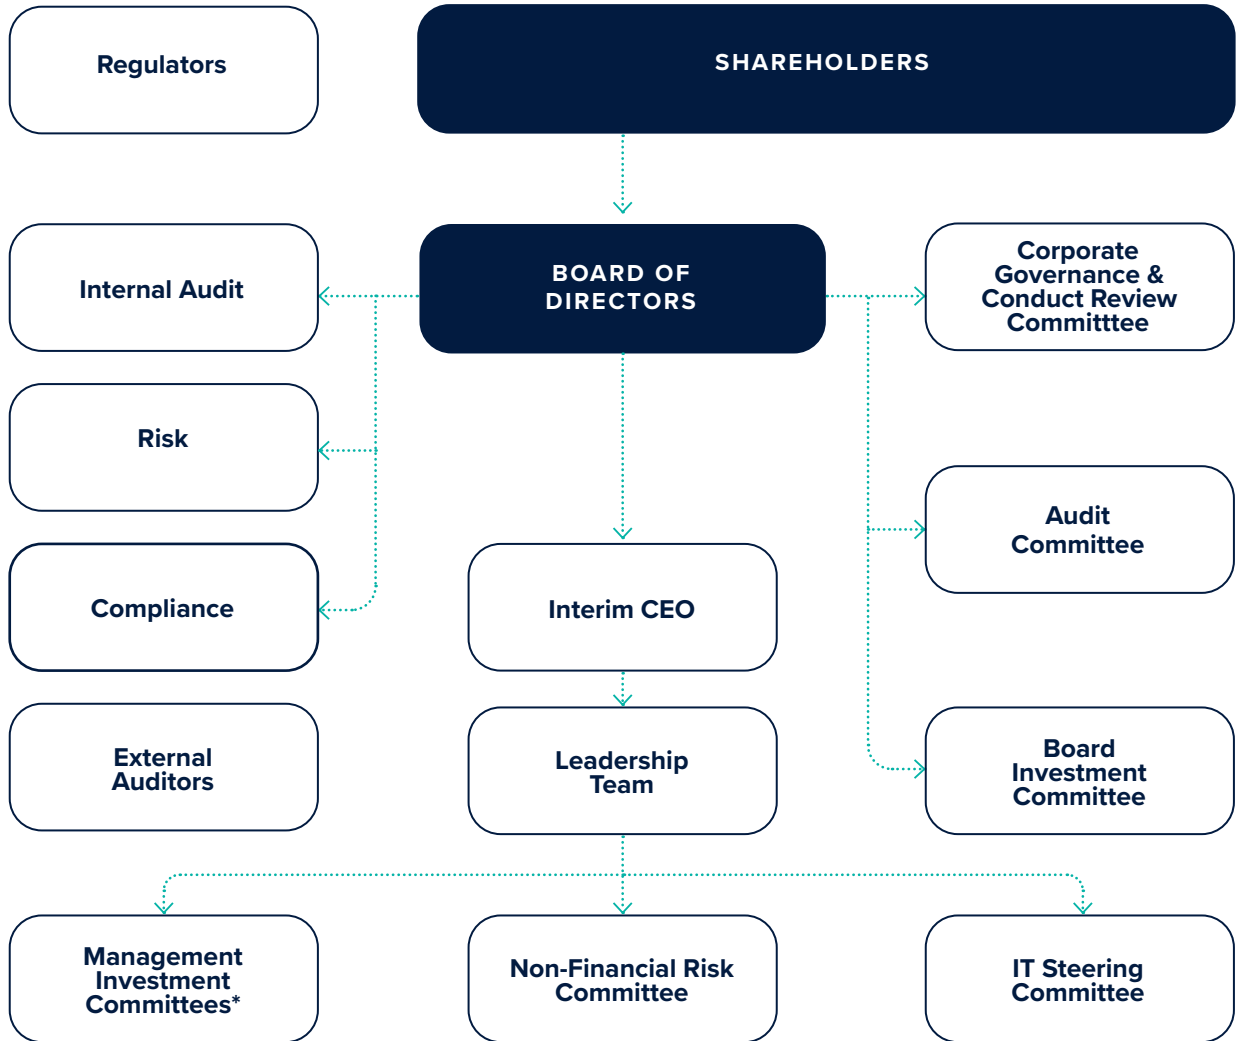 Regulators
SHAREHOLDERS
Internal Audit
BOARD OF
DIRECTORS
Corporate
Governance &
Conduct Review
Committtee
Risk
Audit
Committee
Compliance
Interim CEO
External
Auditors
Leadership
Team
Board
Investment
Committee
Management
Investment
Committees*
Non-Financial Risk
Committee
IT Steering
Committee